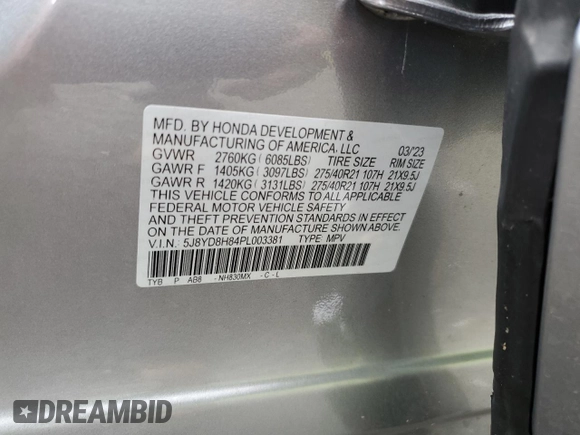 MFD. BY HONDA DEVELOPMENT &
MANUFACTURING OF AMERICA, LLC 03/'23
GVWR 2760KG ( 6085LBS) TIRE SIZE RIM SIZE
GAWR F 1405KG ( 3097LBS) 275/40R21 107H 21X9.5J
GAWR R 1420KG ( 3131LBS) 275/40R21 107H 21X9.5J
THIS VEHICLE CONFORMS TO ALL APPLICABLE
FEDERAL MOTOR VEHICLE SAFETY
AND THEFT PREVENTION STANDARDS IN EFFECT
ON THE DATE OF MANUFACTURE SHOWN ABOVE.
V.I.N. : 5J8YD8H84PL003381 TYPE: MPV
TYB P AB8 -NH830MX -C-L
DREAMBID